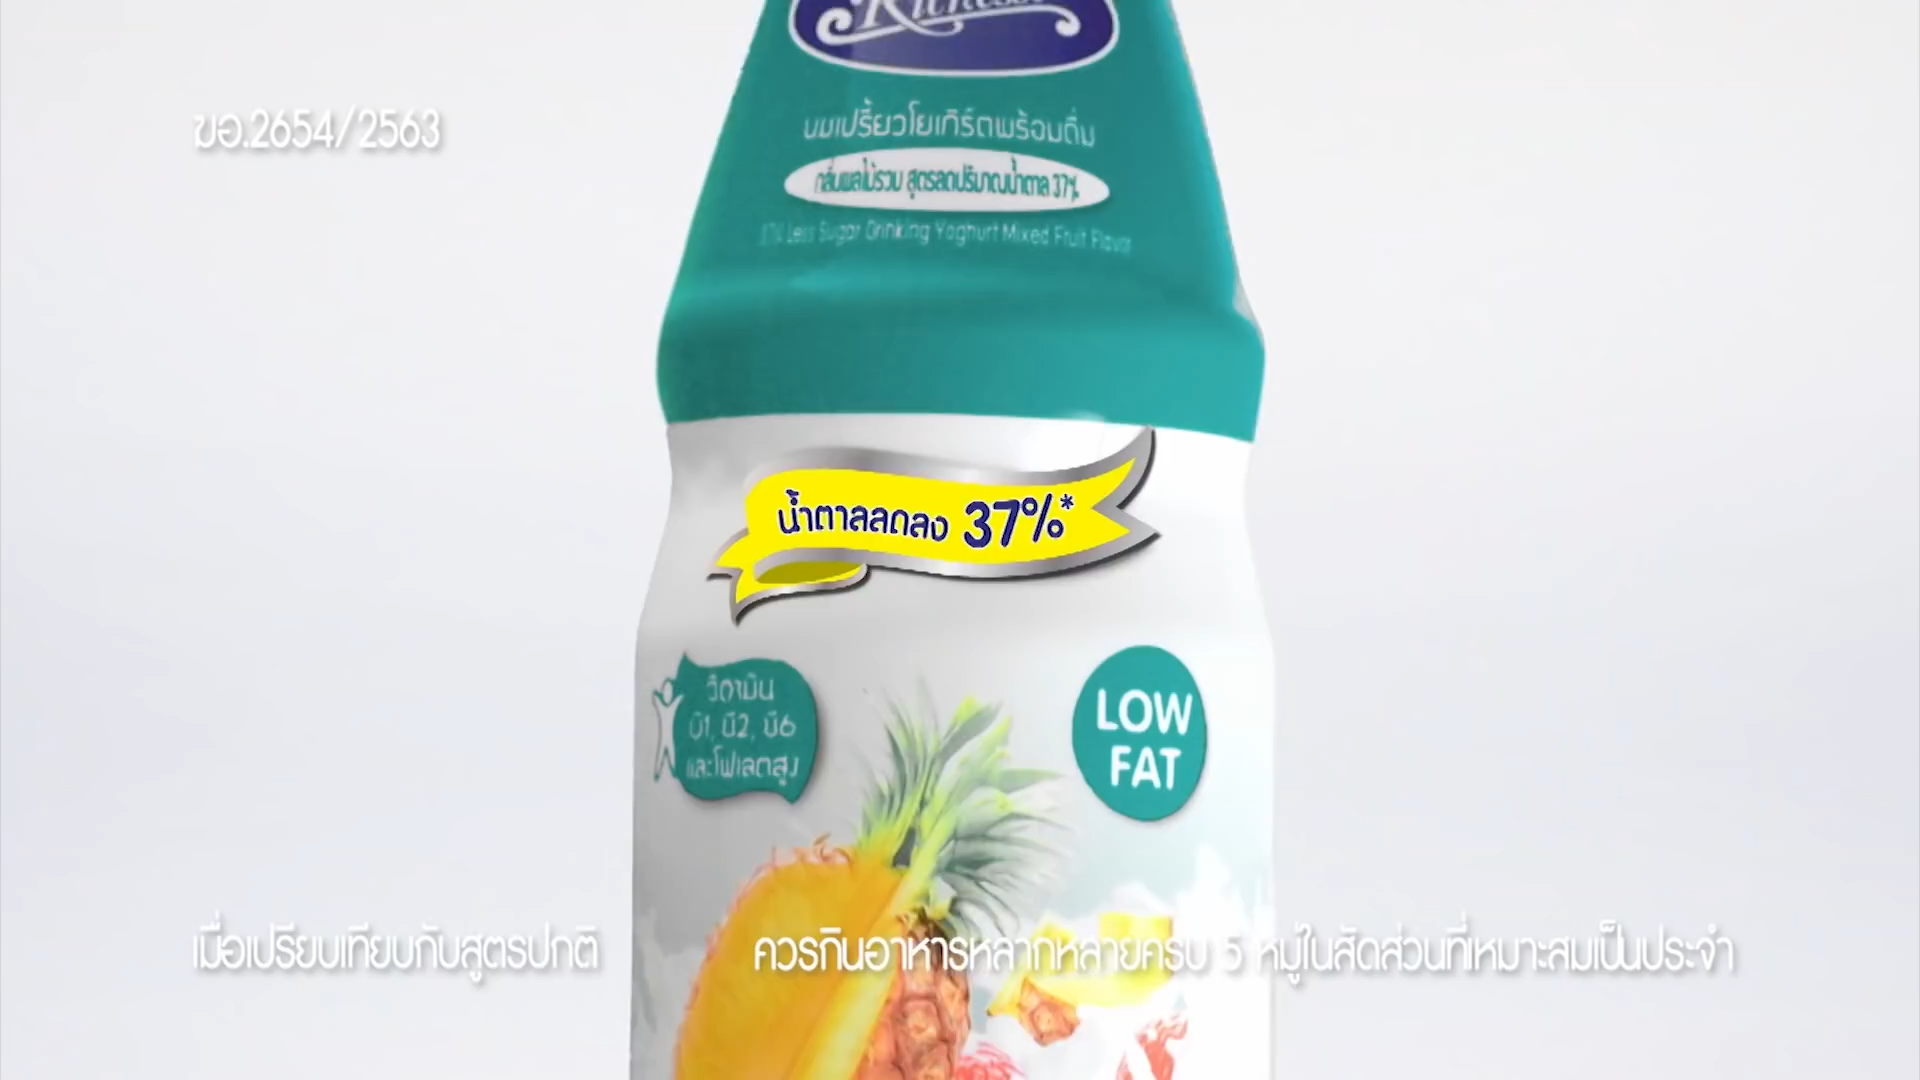 ฆอ.2654/2563
นมเปรี้ยวโยเกิร์ตพร้อมดื่ม
กลิ่นผลไม้รวม สูตรลดปริมาณน้ำตาล 37%
37% Less Sugar Drinking Yoghurt Mixed Fruit Flavor
น้ำตาลลดลง 37%*
วิตามิน
บี1, บี2, บี6
และโฟเลตสูง
LOW
FAT
เมื่อเปรียบเทียบกับสูตรปกติ
ควรกินอาหารหลากหลายครบ 5 หมู่ในสัดส่วนที่เหมาะสมเป็นประจำ